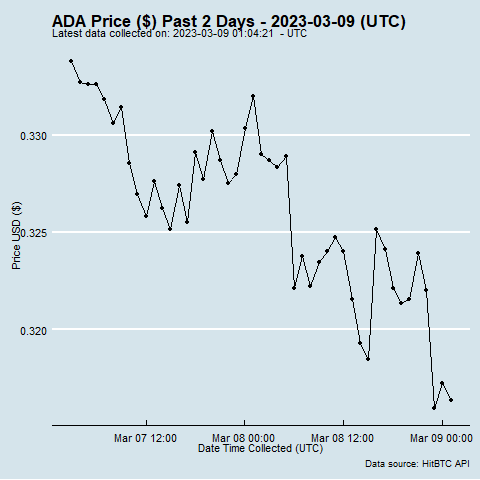 ADA Price ($) Past 2 Days - 2023-03-09 (UTC)
Latest data collected on: 2023-03-09 01:04:21  - UTC
0.330
0.325
0.320
Price USD ($)
Mar 07 12:00 Mar 08 00:00 Mar 08 12:00 Mar 09 00:00
Date Time Collected (UTC)
Data source: HitBTC API